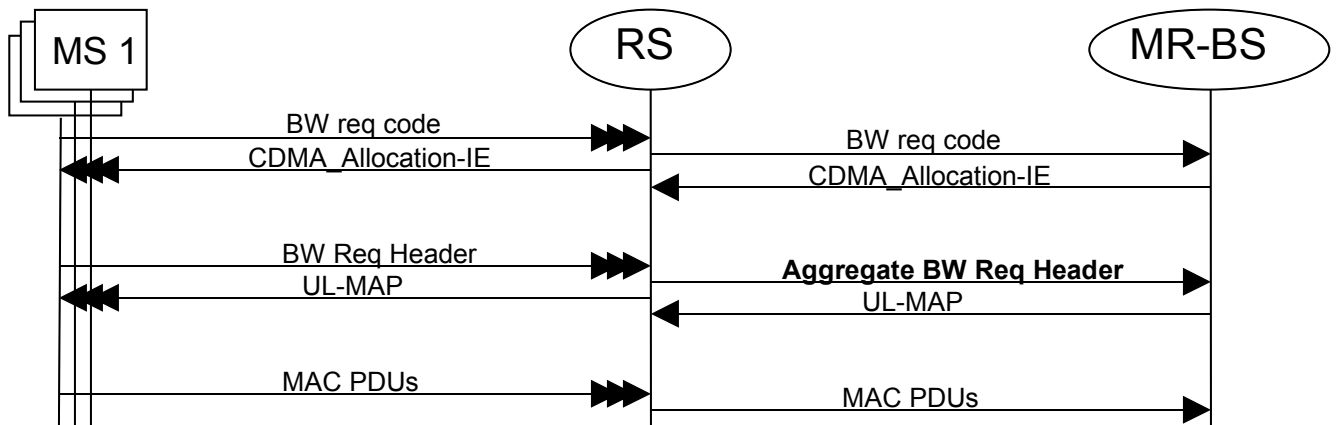 MS 1
RS
MR-BS
BW req code
BW req code
CDMA_Allocation-IE
CDMA_Allocation-IE
BW Req Header
Aggregate BW Req Header
UL-MAP
UL-MAP
MAC PDUs
MAC PDUs